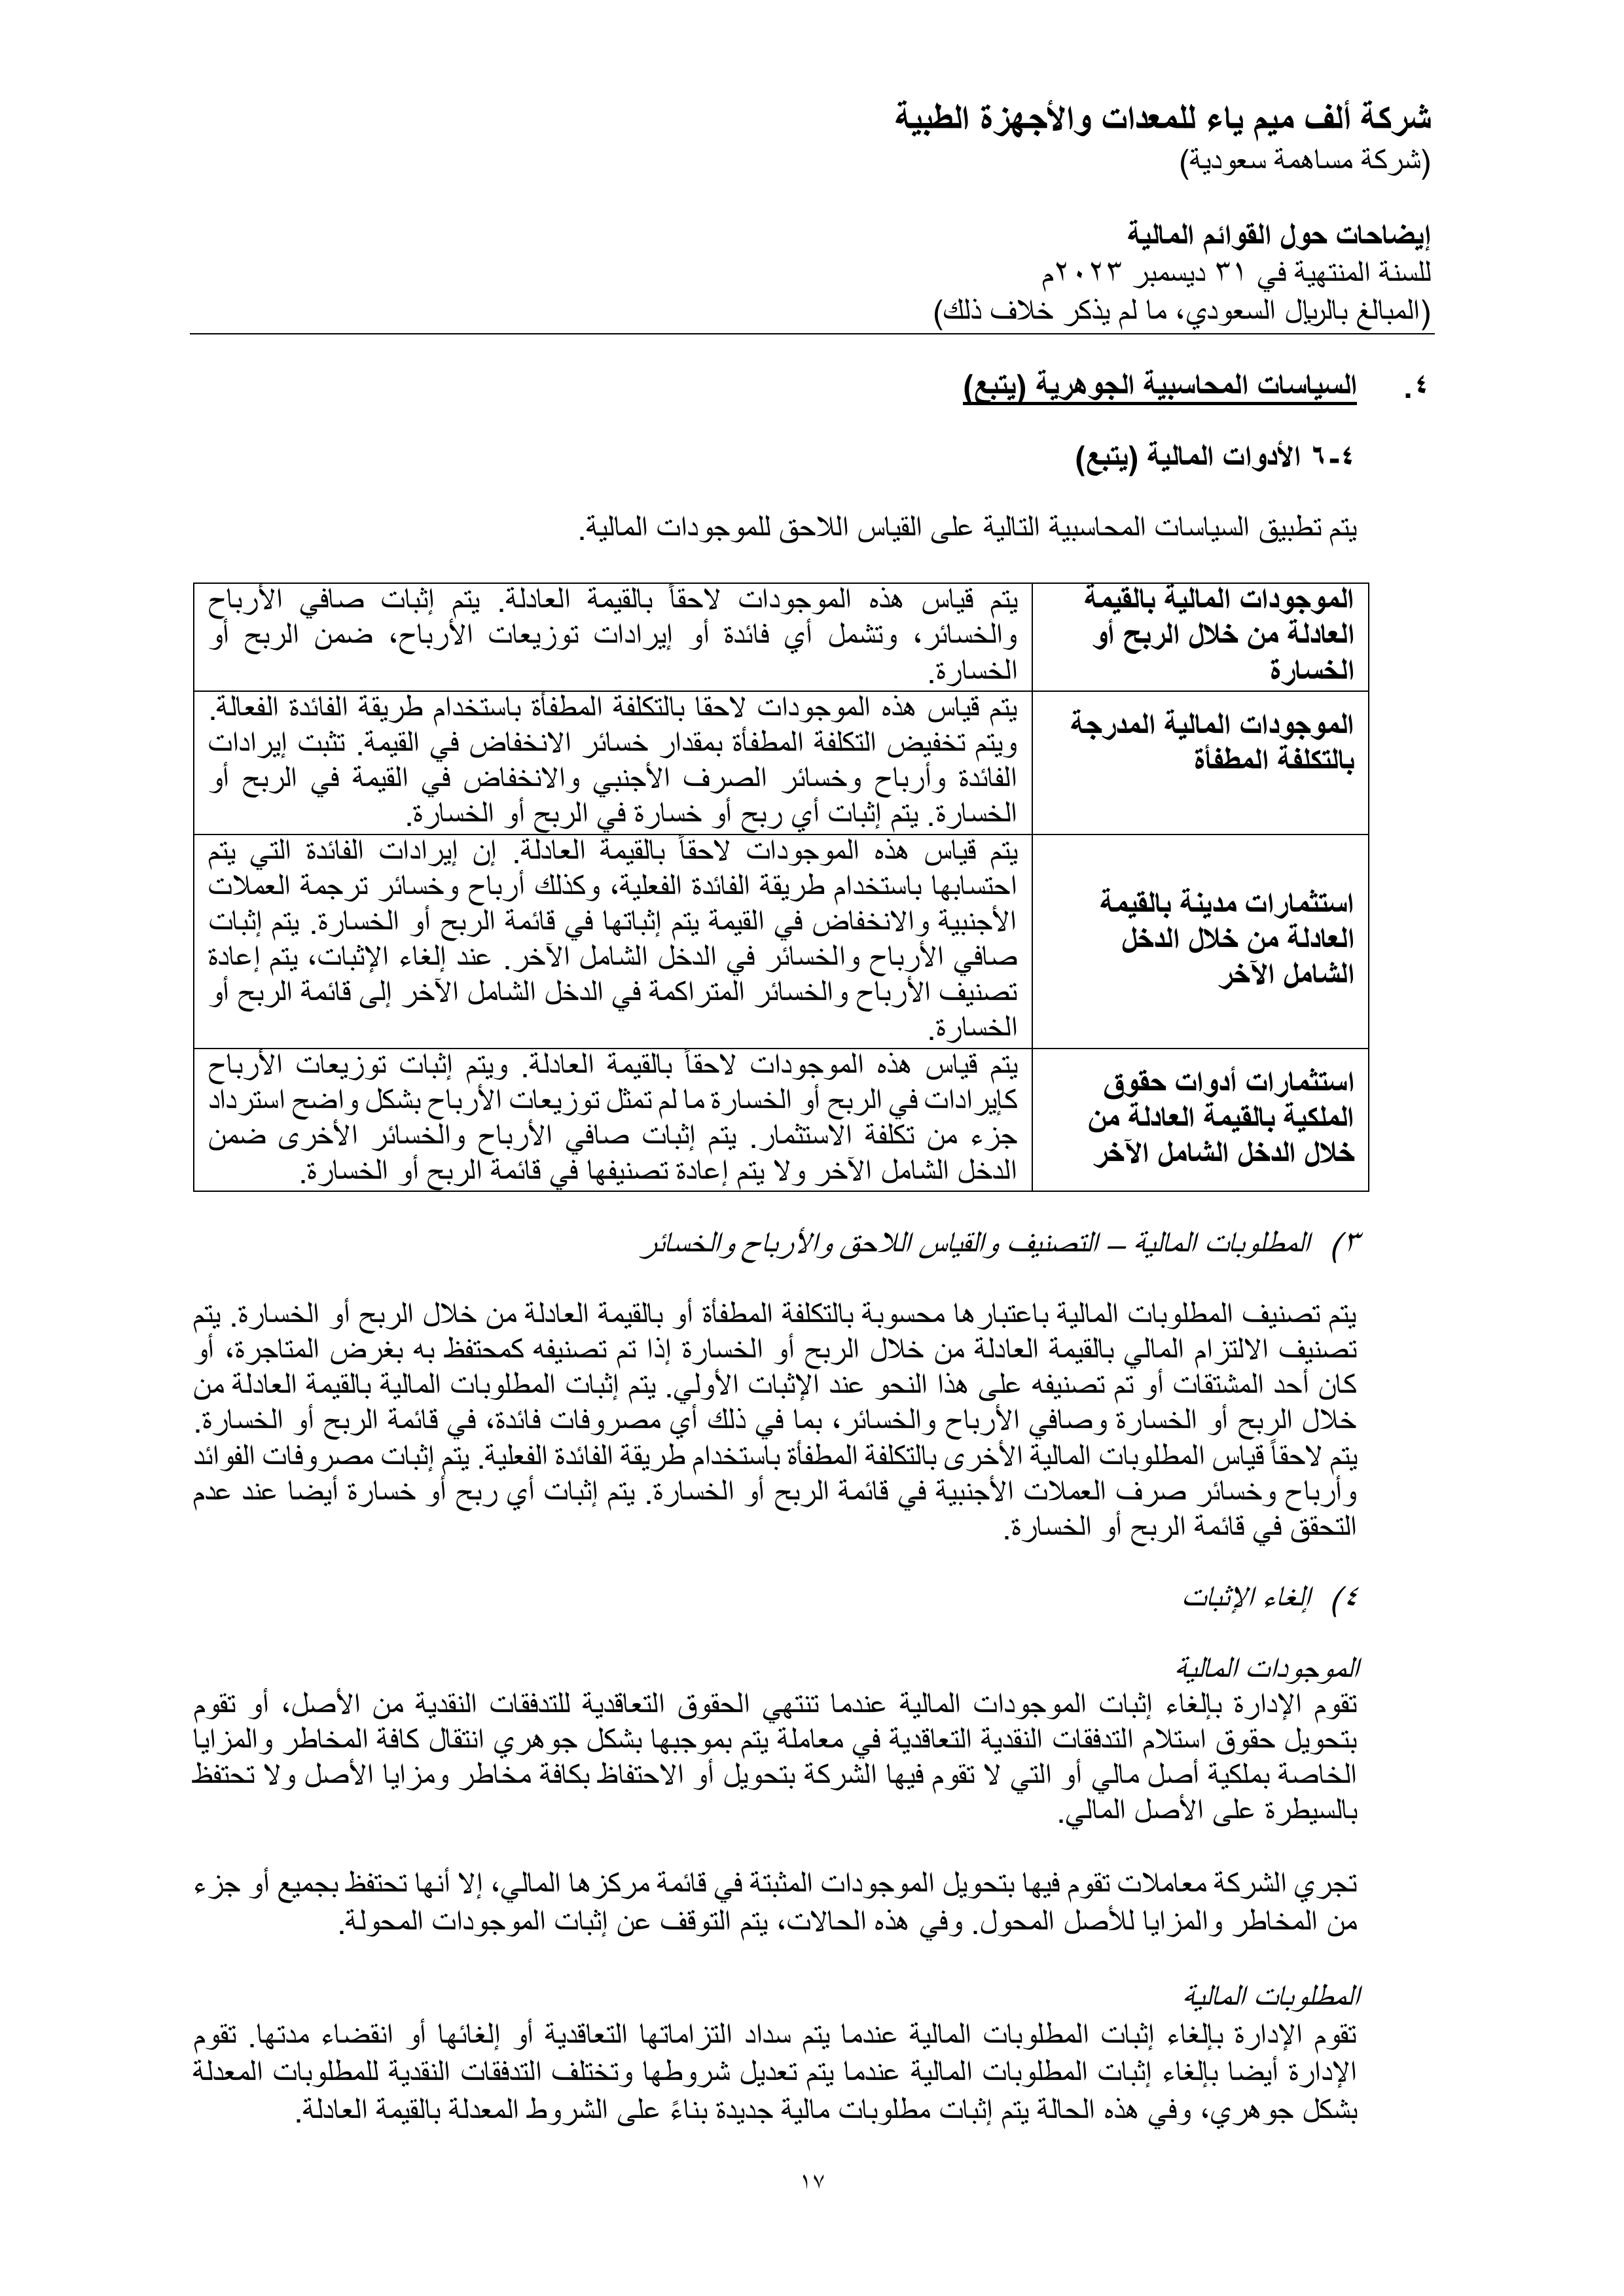 شركة ألف ميم ياء للمعدات والأجهزة الطبية
(شركة مساهمة سعودية)
إيضاحات حول القوائم المالية
للسنة المنتهية في ٣١ ديسمبر ٢٠٢٣م
(المبالغ بالريال السعودي، ما لم يذكر خلاف ذلك)
٤. السياسات المحاسبية الجوهرية (يتبع)
٤-٦ الأدوات المالية (يتبع)
يتم تطبيق السياسات المحاسبية التالية على القياس اللاحق للموجودات المالية.
الموجودات المالية بالقيمة
العادلة من خلال الربح أو
الخسارة
يتم قياس هذه الموجودات لاحقاً بالقيمة العادلة. يتم إثبات صافي الأرباح
والخسائر، وتشمل أي فائدة أو إيرادات توزيعات الأرباح، ضمن الربح أو
الخسارة.
الموجودات المالية المدرجة
بالتكلفة المطفأة
يتم قياس هذه الموجودات لاحقا بالتكلفة المطفأة باستخدام طريقة الفائدة الفعالة.
ويتم تخفيض التكلفة المطفأة بمقدار خسائر الانخفاض في القيمة. تثبت إيرادات
الفائدة وأرباح وخسائر الصرف الأجنبي والانخفاض في القيمة في الربح أو
الخسارة. يتم إثبات أي ربح أو خسارة في الربح أو الخسارة.
استثمارات مدينة بالقيمة
العادلة من خلال الدخل
الشامل الآخر
يتم قياس هذه الموجودات لاحقاً بالقيمة العادلة. إن إيرادات الفائدة التي يتم
احتسابها باستخدام طريقة الفائدة الفعلية، وكذلك أرباح وخسائر ترجمة العملات
الأجنبية والانخفاض في القيمة يتم إثباتها في قائمة الربح أو الخسارة. يتم إثبات
صافي الأرباح والخسائر في الدخل الشامل الآخر. عند إلغاء الإثبات، يتم إعادة
تصنيف الأرباح والخسائر المتراكمة في الدخل الشامل الآخر إلى قائمة الربح أو
الخسارة.
استثمارات أدوات حقوق
الملكية بالقيمة العادلة من
خلال الدخل الشامل الآخر
يتم قياس هذه الموجودات لاحقاً بالقيمة العادلة. ويتم إثبات توزيعات الأرباح
كإيرادات في الربح أو الخسارة ما لم تمثل توزيعات الأرباح بشكل واضح استرداد
جزء من تكلفة الاستثمار. يتم إثبات صافي الأرباح والخسائر الأخرى ضمن
الدخل الشامل الآخر ولا يتم إعادة تصنيفها في قائمة الربح أو الخسارة.
٣) المطلوبات المالية – التصنيف والقياس اللاحق والأرباح والخسائر
يتم تصنيف المطلوبات المالية باعتبارها محسوبة بالتكلفة المطفأة أو بالقيمة العادلة من خلال الربح أو الخسارة. يتم
تصنيف الالتزام المالي بالقيمة العادلة من خلال الربح أو الخسارة إذا تم تصنيفه كمحتفظ به بغرض المتاجرة، أو
كان أحد المشتقات أو تم تصنيفه على هذا النحو عند الإثبات الأولي. يتم إثبات المطلوبات المالية بالقيمة العادلة من
خلال الربح أو الخسارة وصافي الأرباح والخسائر، بما في ذلك أي مصروفات فائدة، في قائمة الربح أو الخسارة.
يتم لاحقاً قياس المطلوبات المالية الأخرى بالتكلفة المطفأة باستخدام طريقة الفائدة الفعلية. يتم إثبات مصروفات الفوائد
وأرباح وخسائر صرف العملات الأجنبية في قائمة الربح أو الخسارة. يتم إثبات أي ربح أو خسارة أيضا عند عدم
التحقق في قائمة الربح أو الخسارة.
٤) إلغاء الإثبات
الموجودات المالية
تقوم الإدارة بإلغاء إثبات الموجودات المالية عندما تنتهي الحقوق التعاقدية للتدفقات النقدية من الأصل، أو تقوم
بتحويل حقوق استلام التدفقات النقدية التعاقدية في معاملة يتم بموجبها بشكل جوهري انتقال كافة المخاطر والمزايا
الخاصة بملكية أصل مالي أو التي لا تقوم فيها الشركة بتحويل أو الاحتفاظ بكافة مخاطر ومزايا الأصل ولا تحتفظ
بالسيطرة على الأصل المالي.
تجري الشركة معاملات تقوم فيها بتحويل الموجودات المثبتة في قائمة مركزها المالي، إلا أنها تحتفظ بجميع أو جزء
من المخاطر والمزايا للأصل المحول. وفي هذه الحالات، يتم التوقف عن إثبات الموجودات المحولة.
المطلوبات المالية
تقوم الإدارة بإلغاء إثبات المطلوبات المالية عندما يتم سداد التزاماتها التعاقدية أو إلغائها أو انقضاء مدتها. تقوم
الإدارة أيضا بإلغاء إثبات المطلوبات المالية عندما يتم تعديل شروطها وتختلف التدفقات النقدية للمطلوبات المعدلة
بشكل جوهري، وفي هذه الحالة يتم إثبات مطلوبات مالية جديدة بناءً على الشروط المعدلة بالقيمة العادلة.
١٧